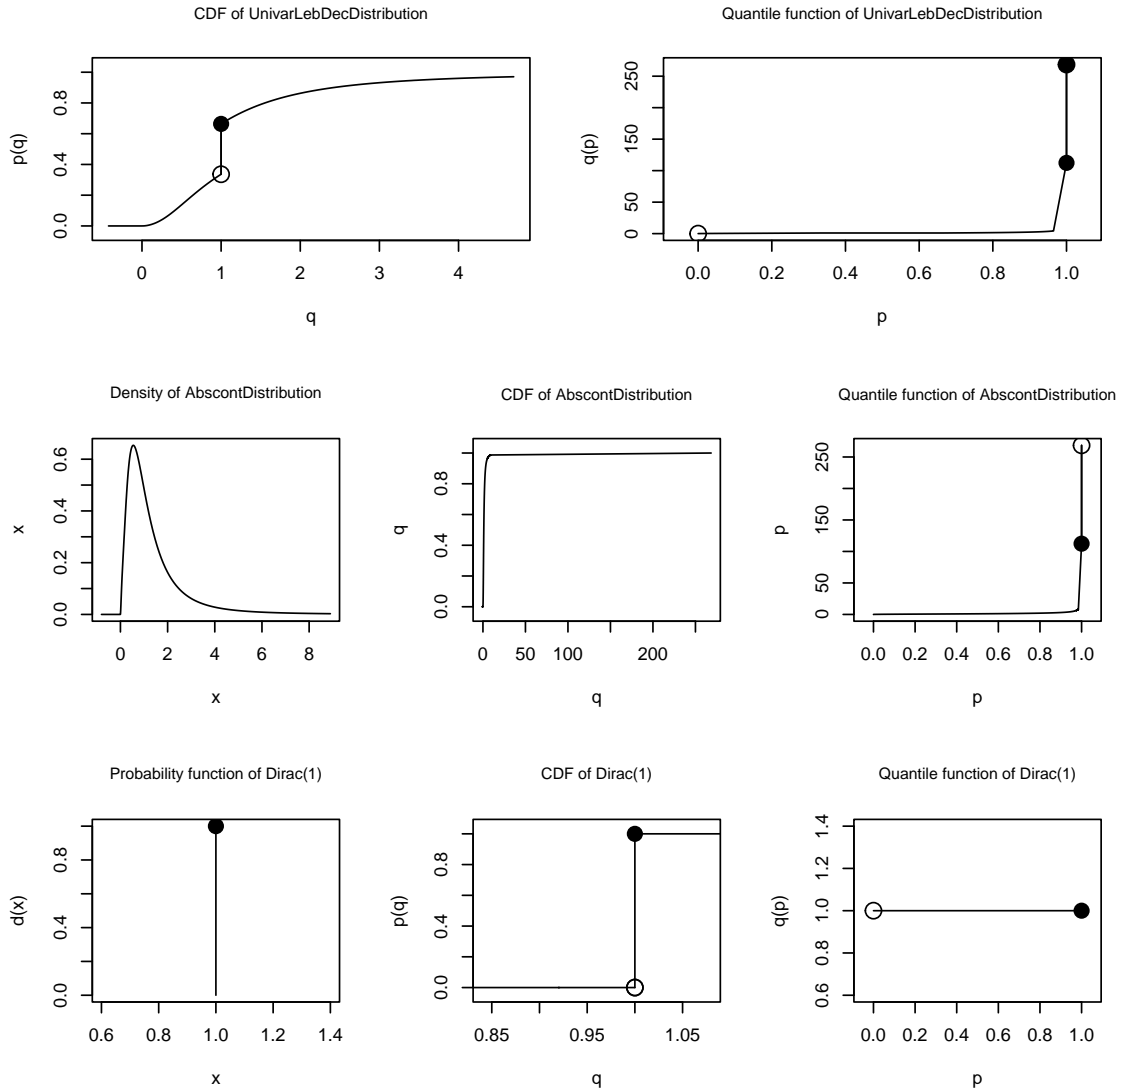 CDF of UnivarLebDecDistribution
p(q)
0.0 0.4 0.8
0 1 2 3 4
q
Quantile function of UnivarLebDecDistribution
q(p)
0 50 150 250
0.0 0.2 0.4 0.6 0.8 1.0
p
Density of AbscontDistribution
x
0.0 0.2 0.4 0.6
0 2 4 6 8
x
CDF of AbscontDistribution
q
0.0 0.4 0.8
0 50 100 200
q
Quantile function of AbscontDistribution
p
0 50 150 250
0.0 0.2 0.4 0.6 0.8 1.0
p
Probability function of Dirac(1)
d(x)
0.0 0.4 0.8
0.6 0.8 1.0 1.2 1.4
x
CDF of Dirac(1)
p(q)
0.0 0.4 0.8
0.85 0.95 1.05
q
Quantile function of Dirac(1)
q(p)
0.6 0.8 1.0 1.2 1.4
0.0 0.2 0.4 0.6 0.8 1.0
p